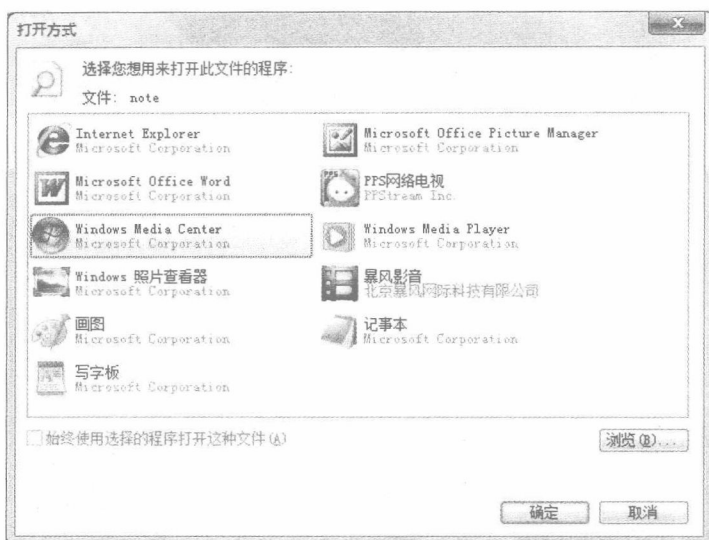 打开方式
选择您想用来打开此文件的程序:
文件: note
Internet Explorer
Microsoft Corporation
Microsoft Office Picture Manager
Microsoft Corporation
Microsoft Office Word
Microsoft Corporation
PPS网络电视
PPStream Inc.
Windows Media Center
Microsoft Corporation
Windows Media Player
Microsoft Corporation
Windows 照片查看器
Microsoft Corporation
暴风影音
北京暴风网际科技有限公司
画图
Microsoft Corporation
记事本
Microsoft Corporation
写字板
Microsoft Corporation
始终使用选择的程序打开这种文件(A)
浏览(B)...
确定
取消